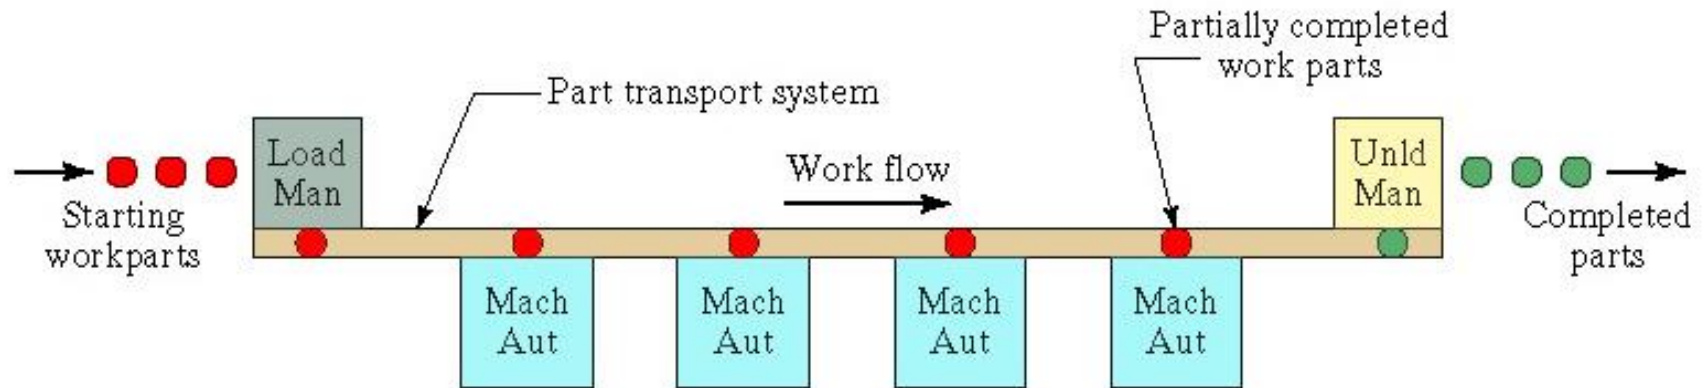 Partially completed
work parts
Part transport system
Load
Man
Work flow
Unld
Man
Starting
workparts
Completed
parts
Mach
Aut
Mach
Aut
Mach
Aut
Mach
Aut